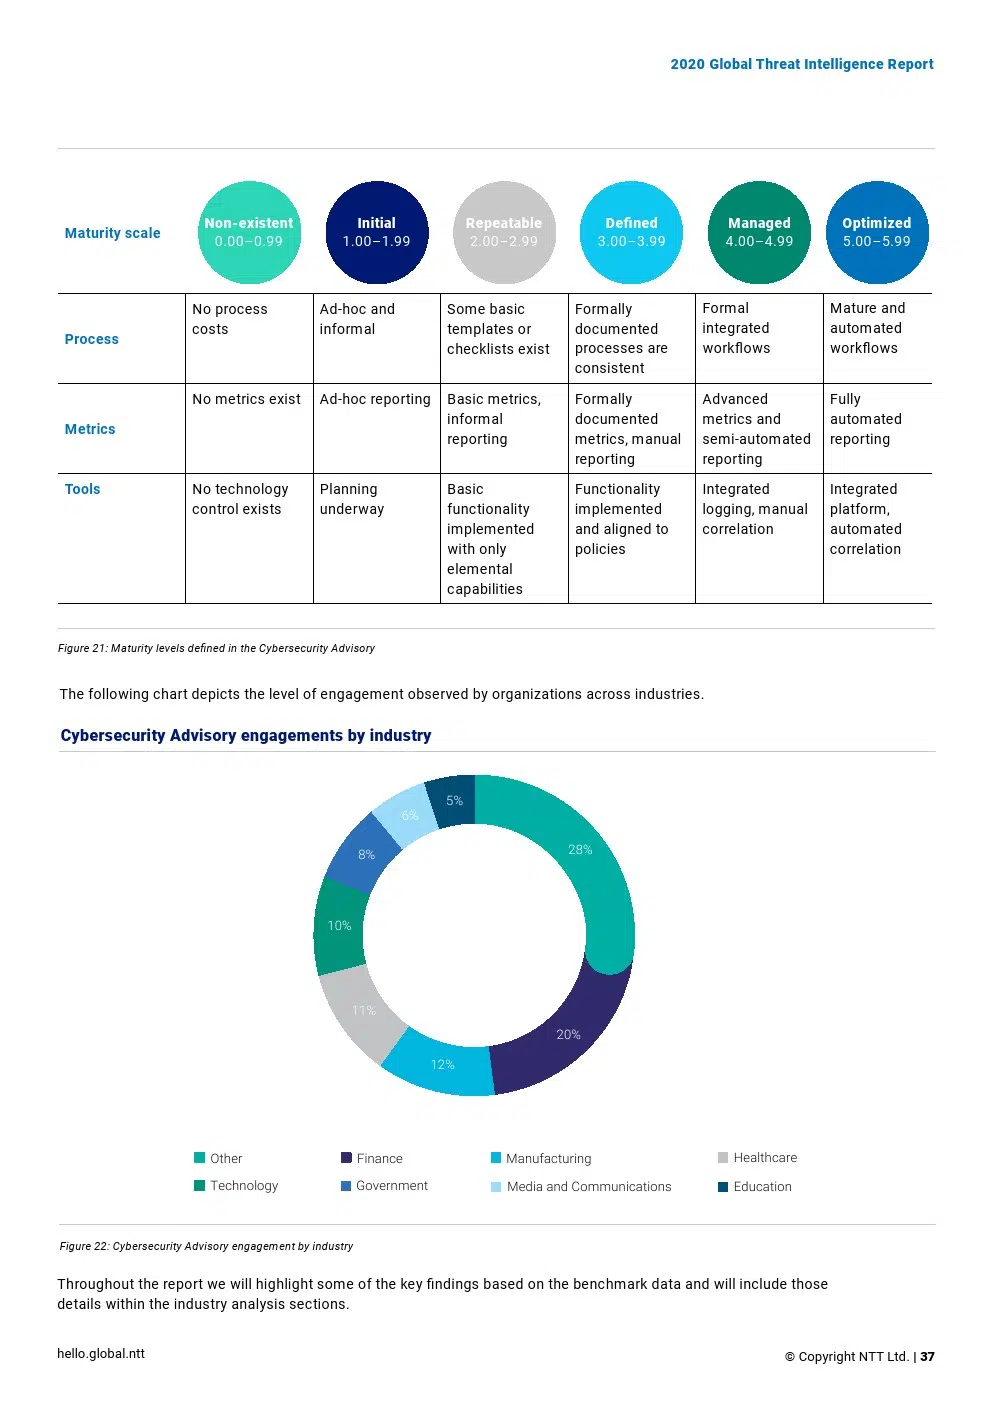 2020 Global Threat Intelligence Report
Maturity scale
Non-existent
0.00–0.99
Initial
1.00–1.99
Repeatable
2.00–2.99
Defined
3.00–3.99
Managed
4.00–4.99
Optimized
5.00–5.99
Process
No process
costs
Ad-hoc and
informal
Some basic
templates or
checklists exist
Formally
documented
processes are
consistent
Formal
integrated
workflows
Mature and
automated
workflows
Metrics
No metrics exist
Ad-hoc reporting
Basic metrics,
informal
reporting
Formally
documented
metrics, manual
reporting
Advanced
metrics and
semi-automated
reporting
Fully
automated
reporting
Tools
No technology
control exists
Planning
underway
Basic
functionality
implemented
with only
elemental
capabilities
Functionality
implemented
and aligned to
policies
Integrated
logging, manual
correlation
Integrated
platform,
automated
correlation
Figure 21: Maturity levels defined in the Cybersecurity Advisory
The following chart depicts the level of engagement observed by organizations across industries.
Cybersecurity Advisory engagements by industry
5%
6%
28%
8%
10%
11%
20%
12%
Other
Finance
Manufacturing
Healthcare
Technology
Government
Media and Communications
Education
Figure 22: Cybersecurity Advisory engagement by industry
Throughout the report we will highlight some of the key findings based on the benchmark data and will include those
details within the industry analysis sections.
hello.global.ntt
© Copyright NTT Ltd. | 37